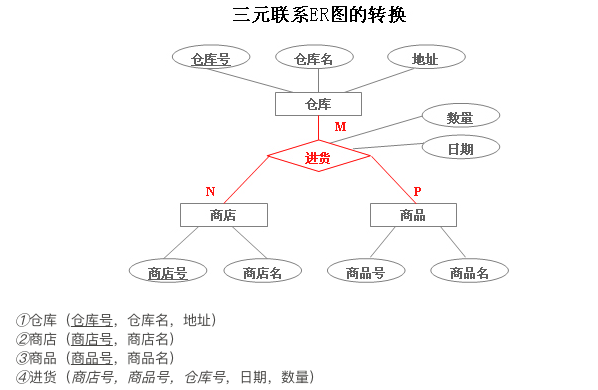 三元联系ER图的转换
仓库号 仓库名 地址
仓库
M
数量
进货
日期
N P
商店 商品
商店号 商店名 商品号 商品名
①仓库（仓库号，仓库名，地址）
②商店（商店号，商店名）
③商品（商品号，商品名）
④进货（商店号，商品号，仓库号，日期，数量）